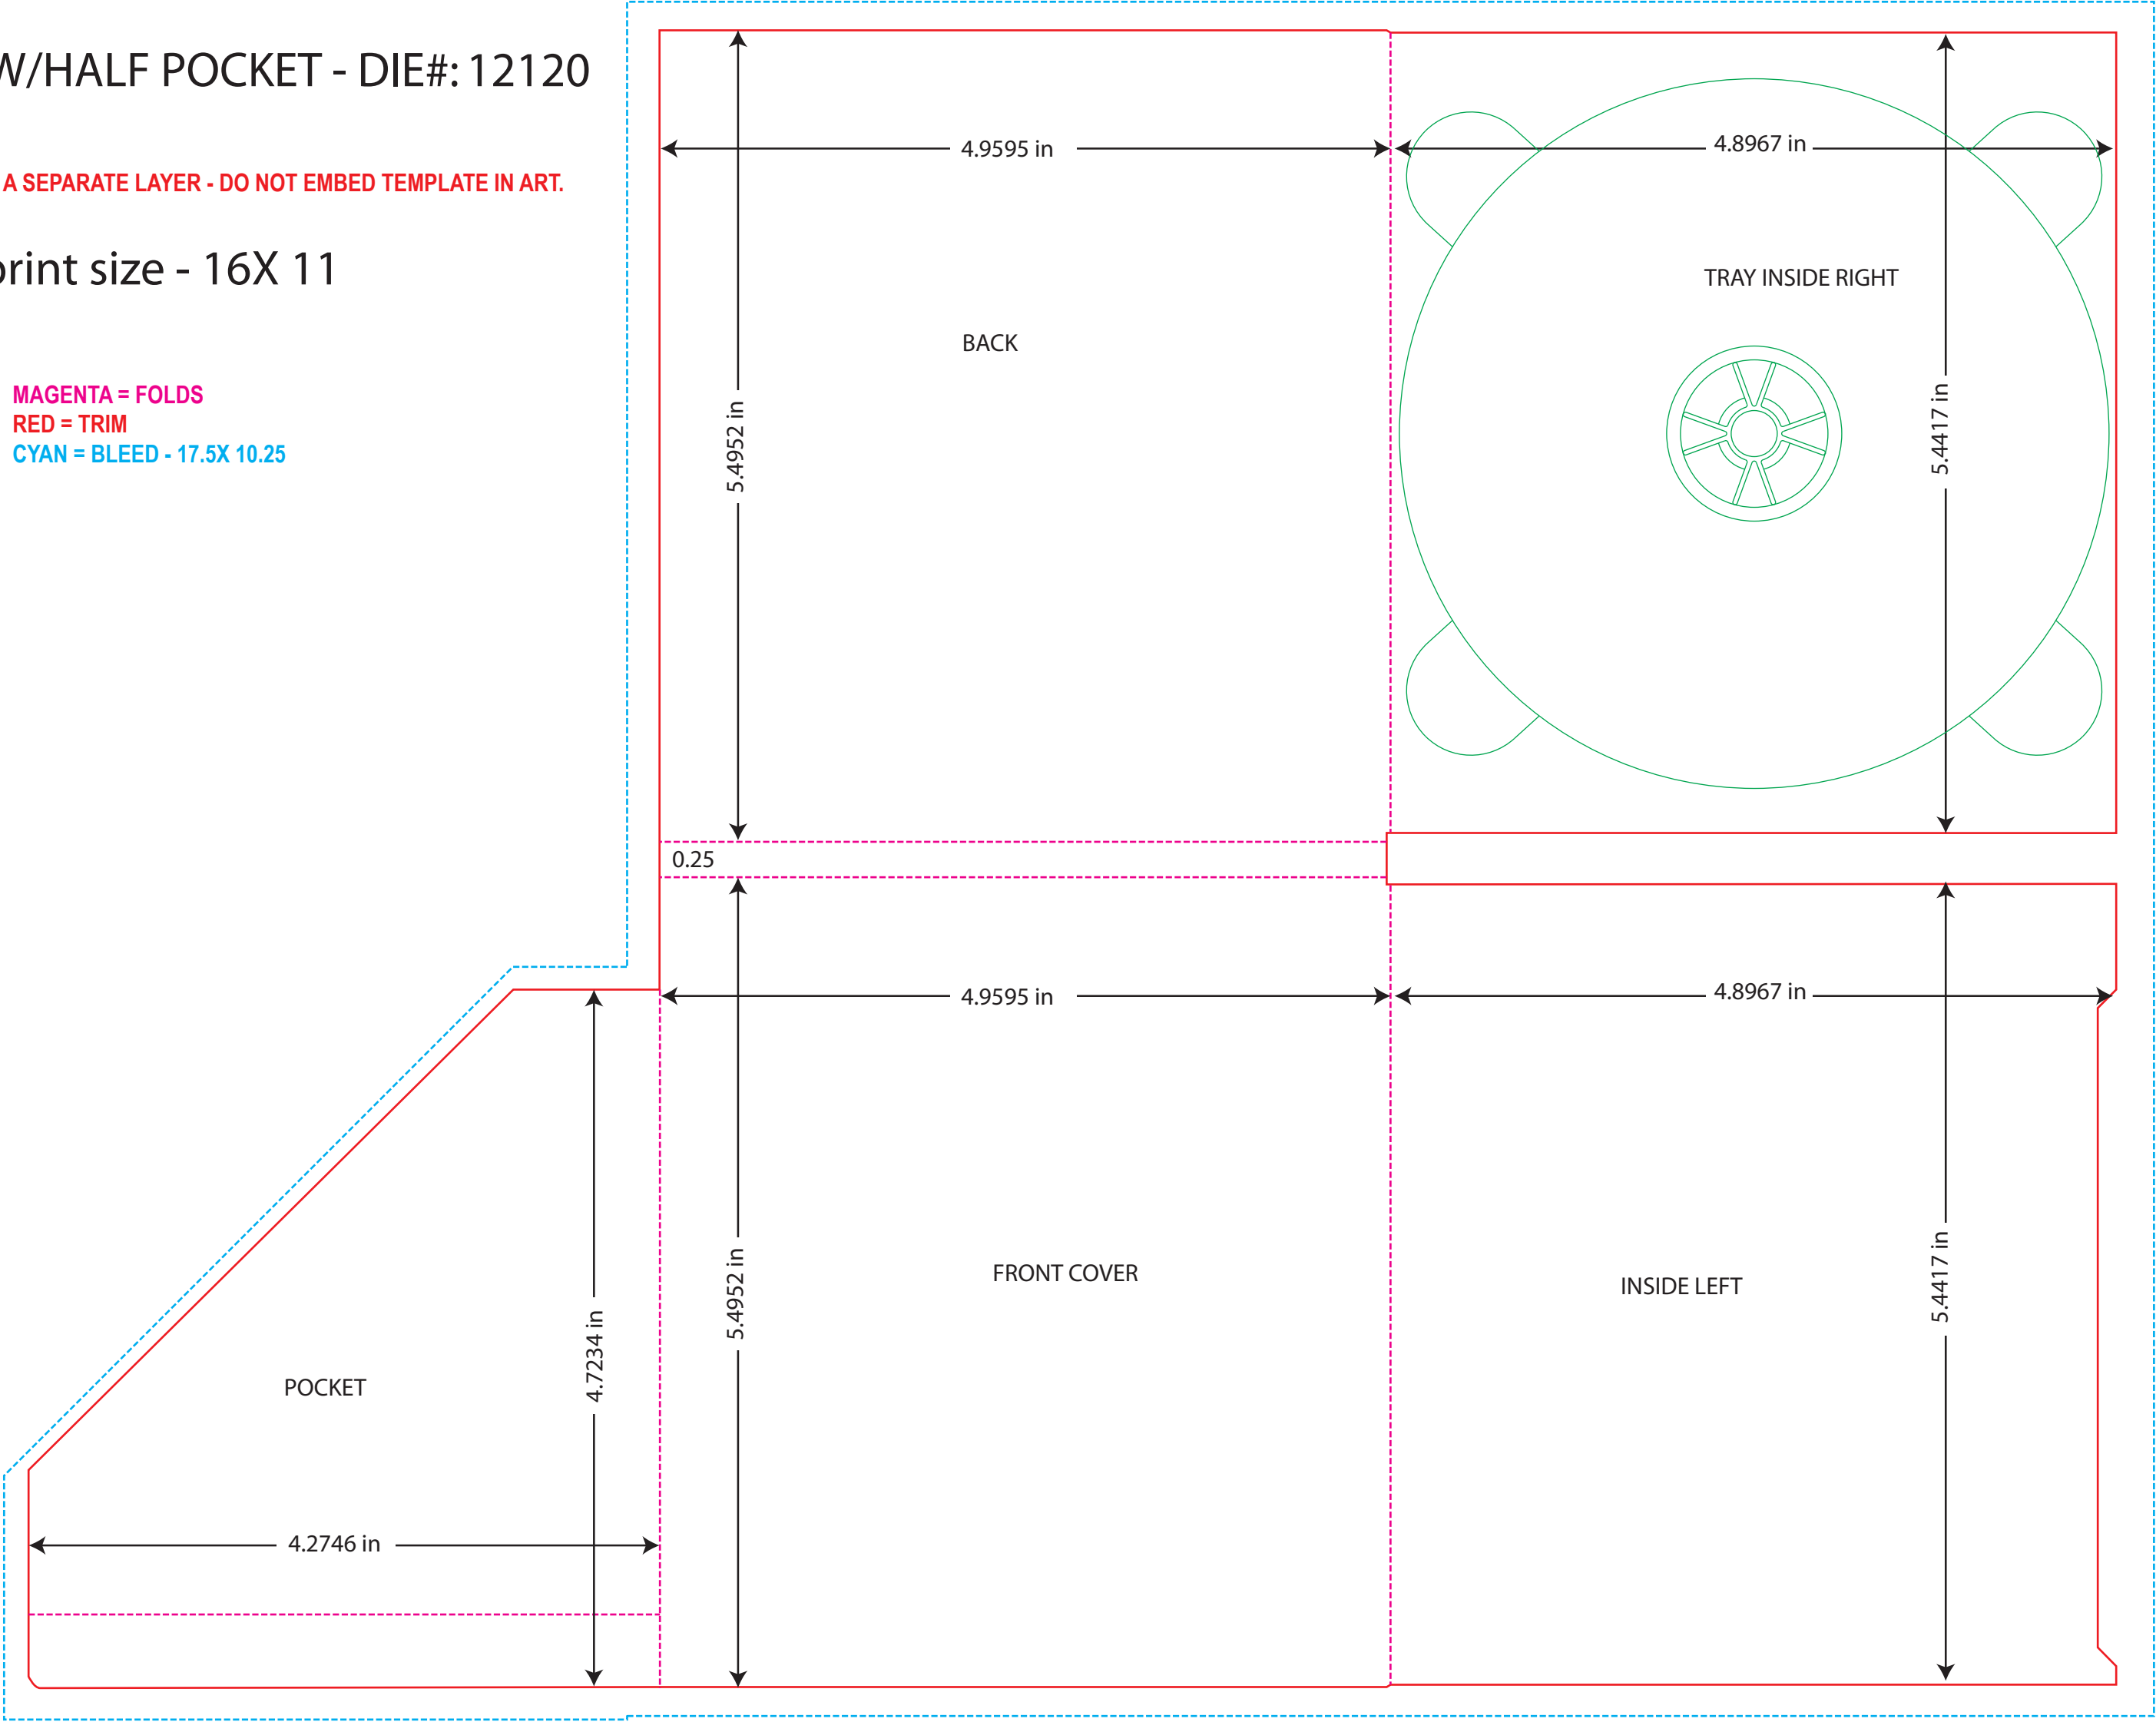 W/HALF POCKET - DIE#: 12120
A SEPARATE LAYER - DO NOT EMBED TEMPLATE IN ART.
print size - 16X 11
MAGENTA = FOLDS
RED = TRIM
CYAN = BLEED - 17.5X 10.25
4.9595 in
4.8967 in
TRAY INSIDE RIGHT
BACK
5.4952 in
5.4417 in
0.25
4.9595 in
4.8967 in
FRONT COVER
INSIDE LEFT
5.4952 in
5.4417 in
4.7234 in
POCKET
4.2746 in